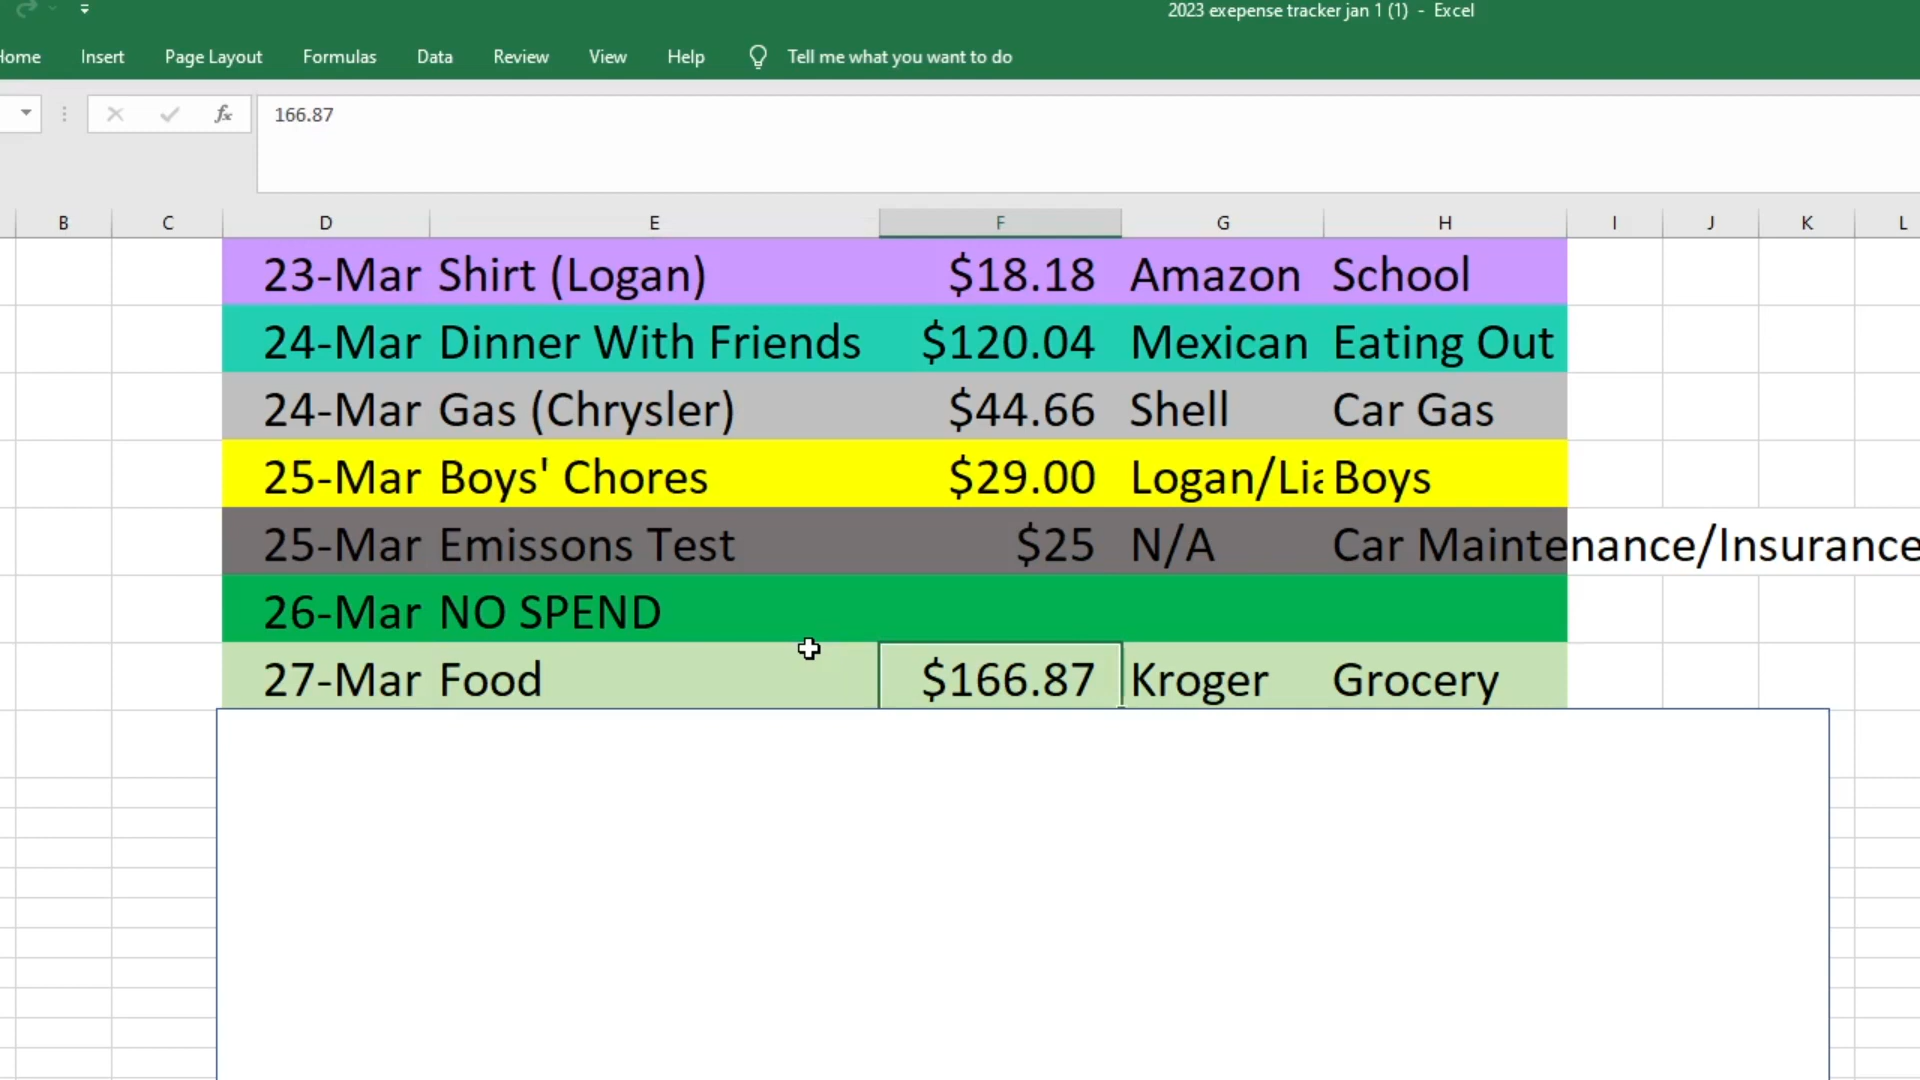 2023 exepense tracker jan 1 (1) - Excel
Insert Page Layout Formulas Data Review View Help Tell me what you want to do
fx 166.87
B C D E F G H I J K L
23-Mar Shirt (Logan) $18.18 Amazon School
24-Mar Dinner With Friends $120.04 Mexican Eating Out
24-Mar Gas (Chrysler) $44.66 Shell Car Gas
25-Mar Boys' Chores $29.00 Boys
25-Mar Emissons Test $25 N/A Car Maintenance/Insurance
26-Mar NO SPEND
27-Mar Food $166.87 Kroger Grocery